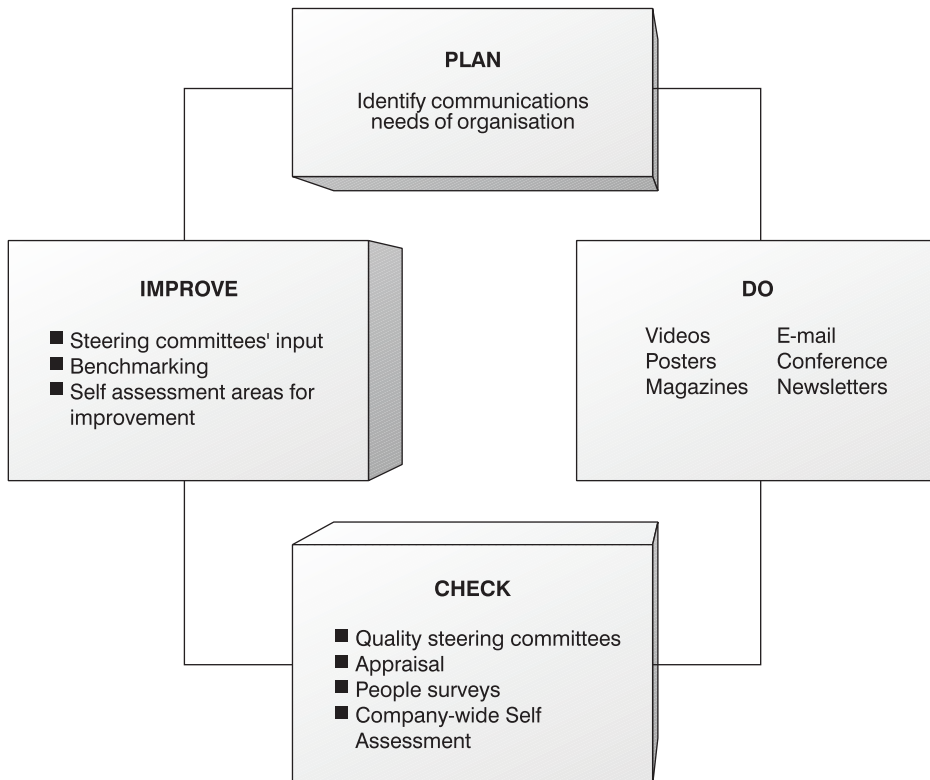 PLAN
Identify communications
needs of organisation
IMPROVE
■ Steering committees' input
■ Benchmarking
■ Self assessment areas for
improvement
DO
Videos E-mail
Posters Conference
Magazines Newsletters
CHECK
■ Quality steering committees
■ Appraisal
■ People surveys
■ Company-wide Self
Assessment